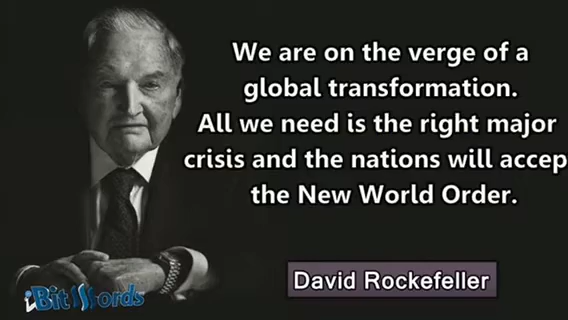 We are on the verge of a
global transformation.
All we need is the right major
crisis and the nations will accep
the New World Order.
David Rockefeller
iBitWords